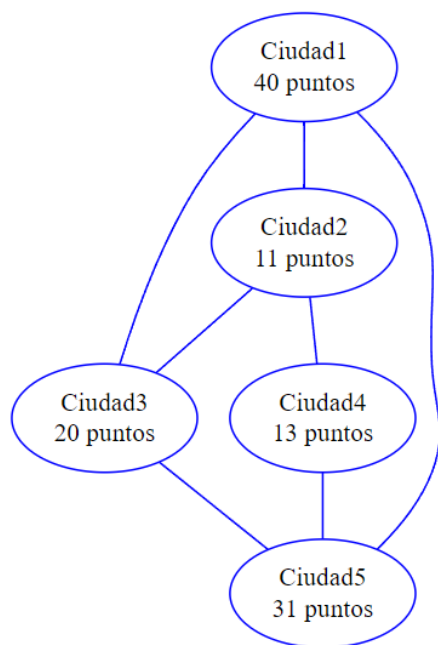 Ciudad1
40 puntos
Ciudad2
11 puntos
Ciudad3
20 puntos
Ciudad4
13 puntos
Ciudad5
31 puntos